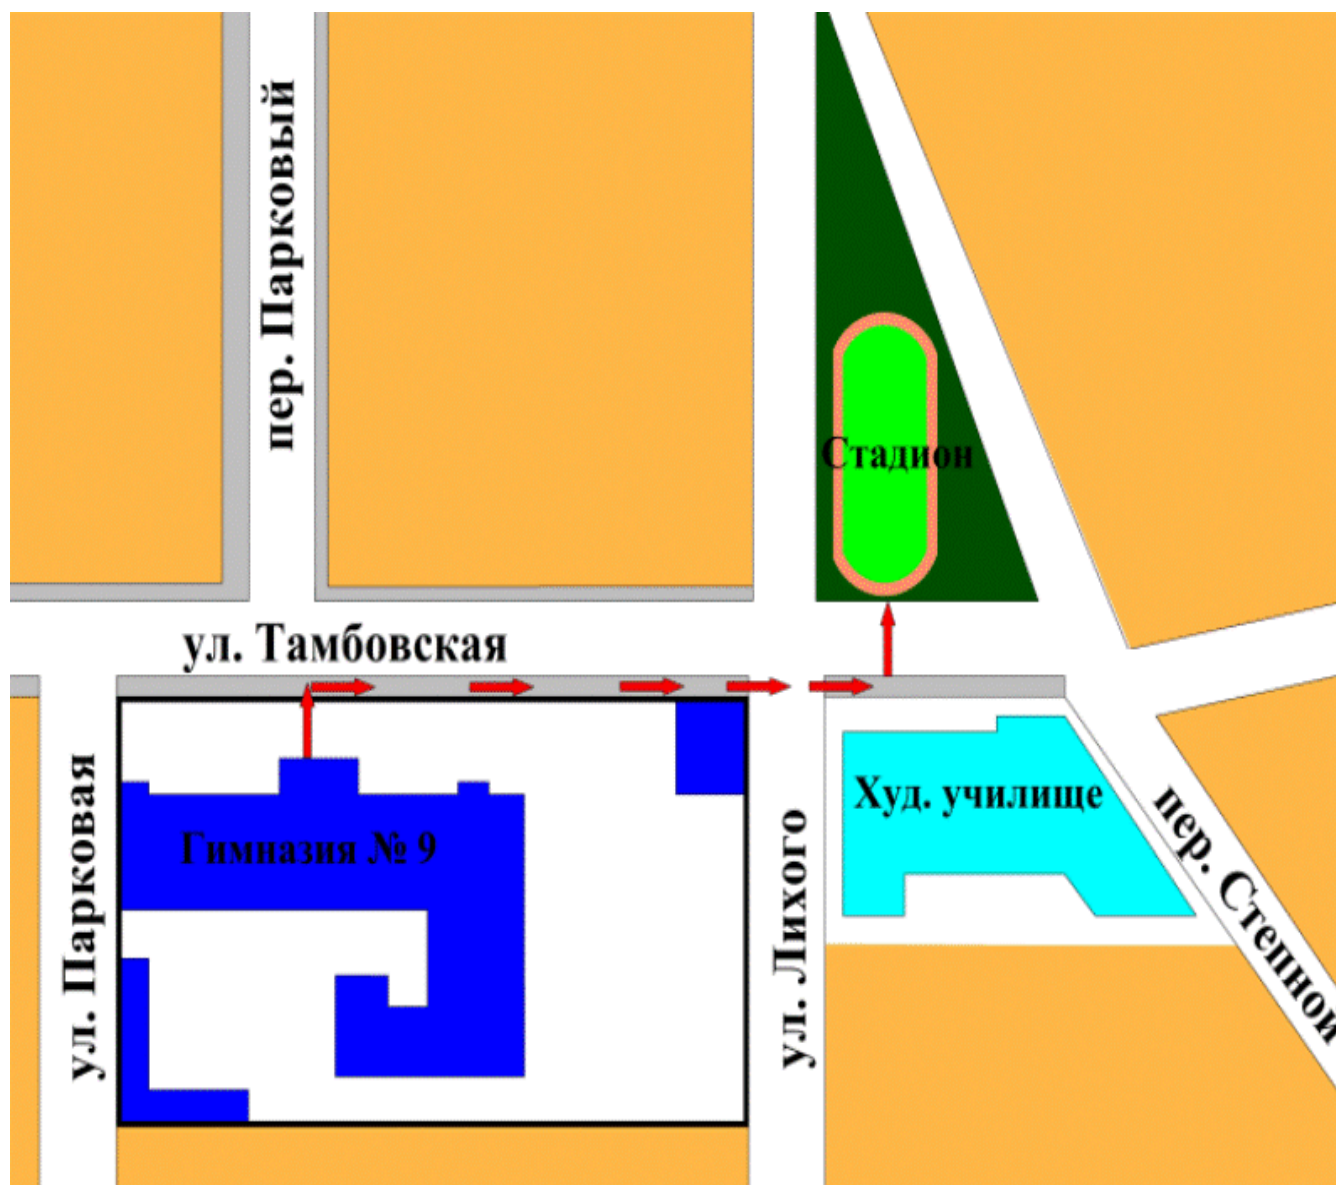 пер. Парковый
Стадион
ул. Тамбовская
Гимназия № 9
Худ. училище
ул. Парковая
ул. Лихого
пер. Степной